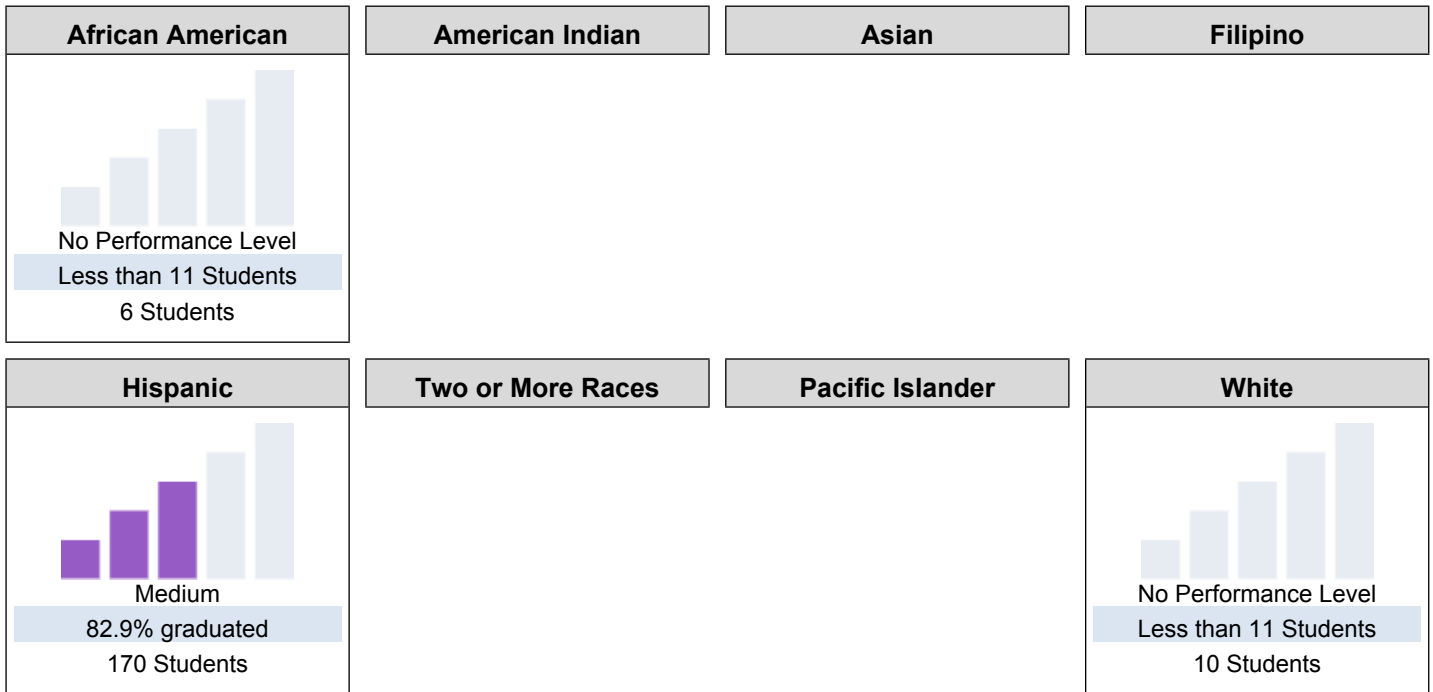 African American
American Indian
Asian
Filipino
No Performance Level
Less than 11 Students
6 Students
Hispanic
Two or More Races
Pacific Islander
White
Medium
82.9% graduated
170 Students
No Performance Level
Less than 11 Students
10 Students